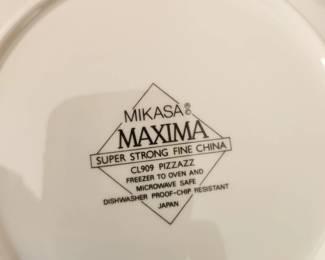 MIKASA®
MAXIMA
SUPER STRONG FINE CHINA
CL909 PIZZAZZ
FREEZER TO OVEN AND
MICROWAVE SAFE
DISHWASHER PROOF-CHIP RESISTANT
JAPAN